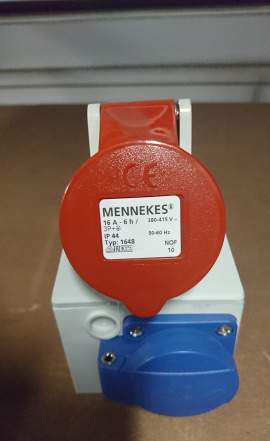 CE
MENNEKES®
16 A - 6 h / 380-415 V ~
3P+⏚ 50-60 Hz
IP 44
Typ: 1648 NOF
10